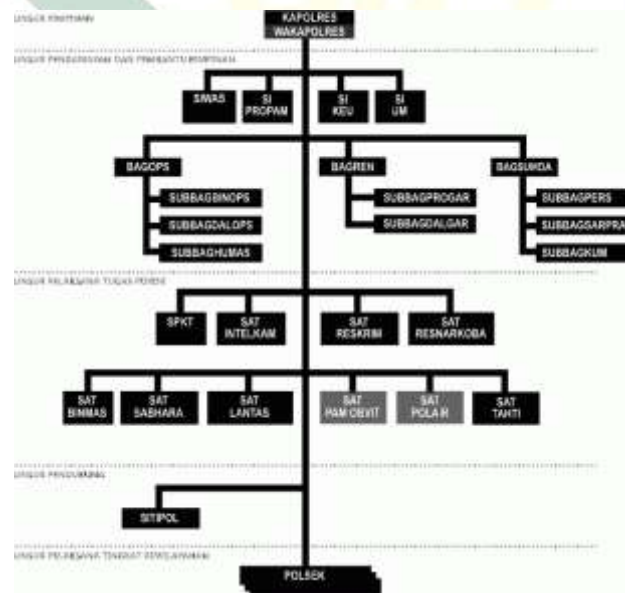 UNSUR PIMPINAN
KAPOLRES
WAKAPOLRES
UNSUR PENGAWASAN DAN PEMBANTU PIMPINAN
SIWAS
SI
PROPAM
SI
KEU
SI
UM
BAGOPS
BAGREN
BAGSUMDA
SUBBAGBINOPS
SUBBAGPROGAR
SUBBAGPERS
SUBBAGDALOPS
SUBBAGDALGAR
SUBBAGSARPRA
SUBBAGHUMAS
SUBBAGKUM
UNSUR PELAKSANA TUGAS POKOK
SPKT
SAT
INTELKAM
SAT
RESKRIM
SAT
RESNARKOBA
SAT
BINMAS
SAT
SABHARA
SAT
LANTAS
SAT
PAM OBVIT
SAT
POLAIR
SAT
TAHTI
UNSUR PENDUKUNG
SITIPOL
UNSUR PELAKSANA TINGKAT KEWILAYAHAN
POLSEK